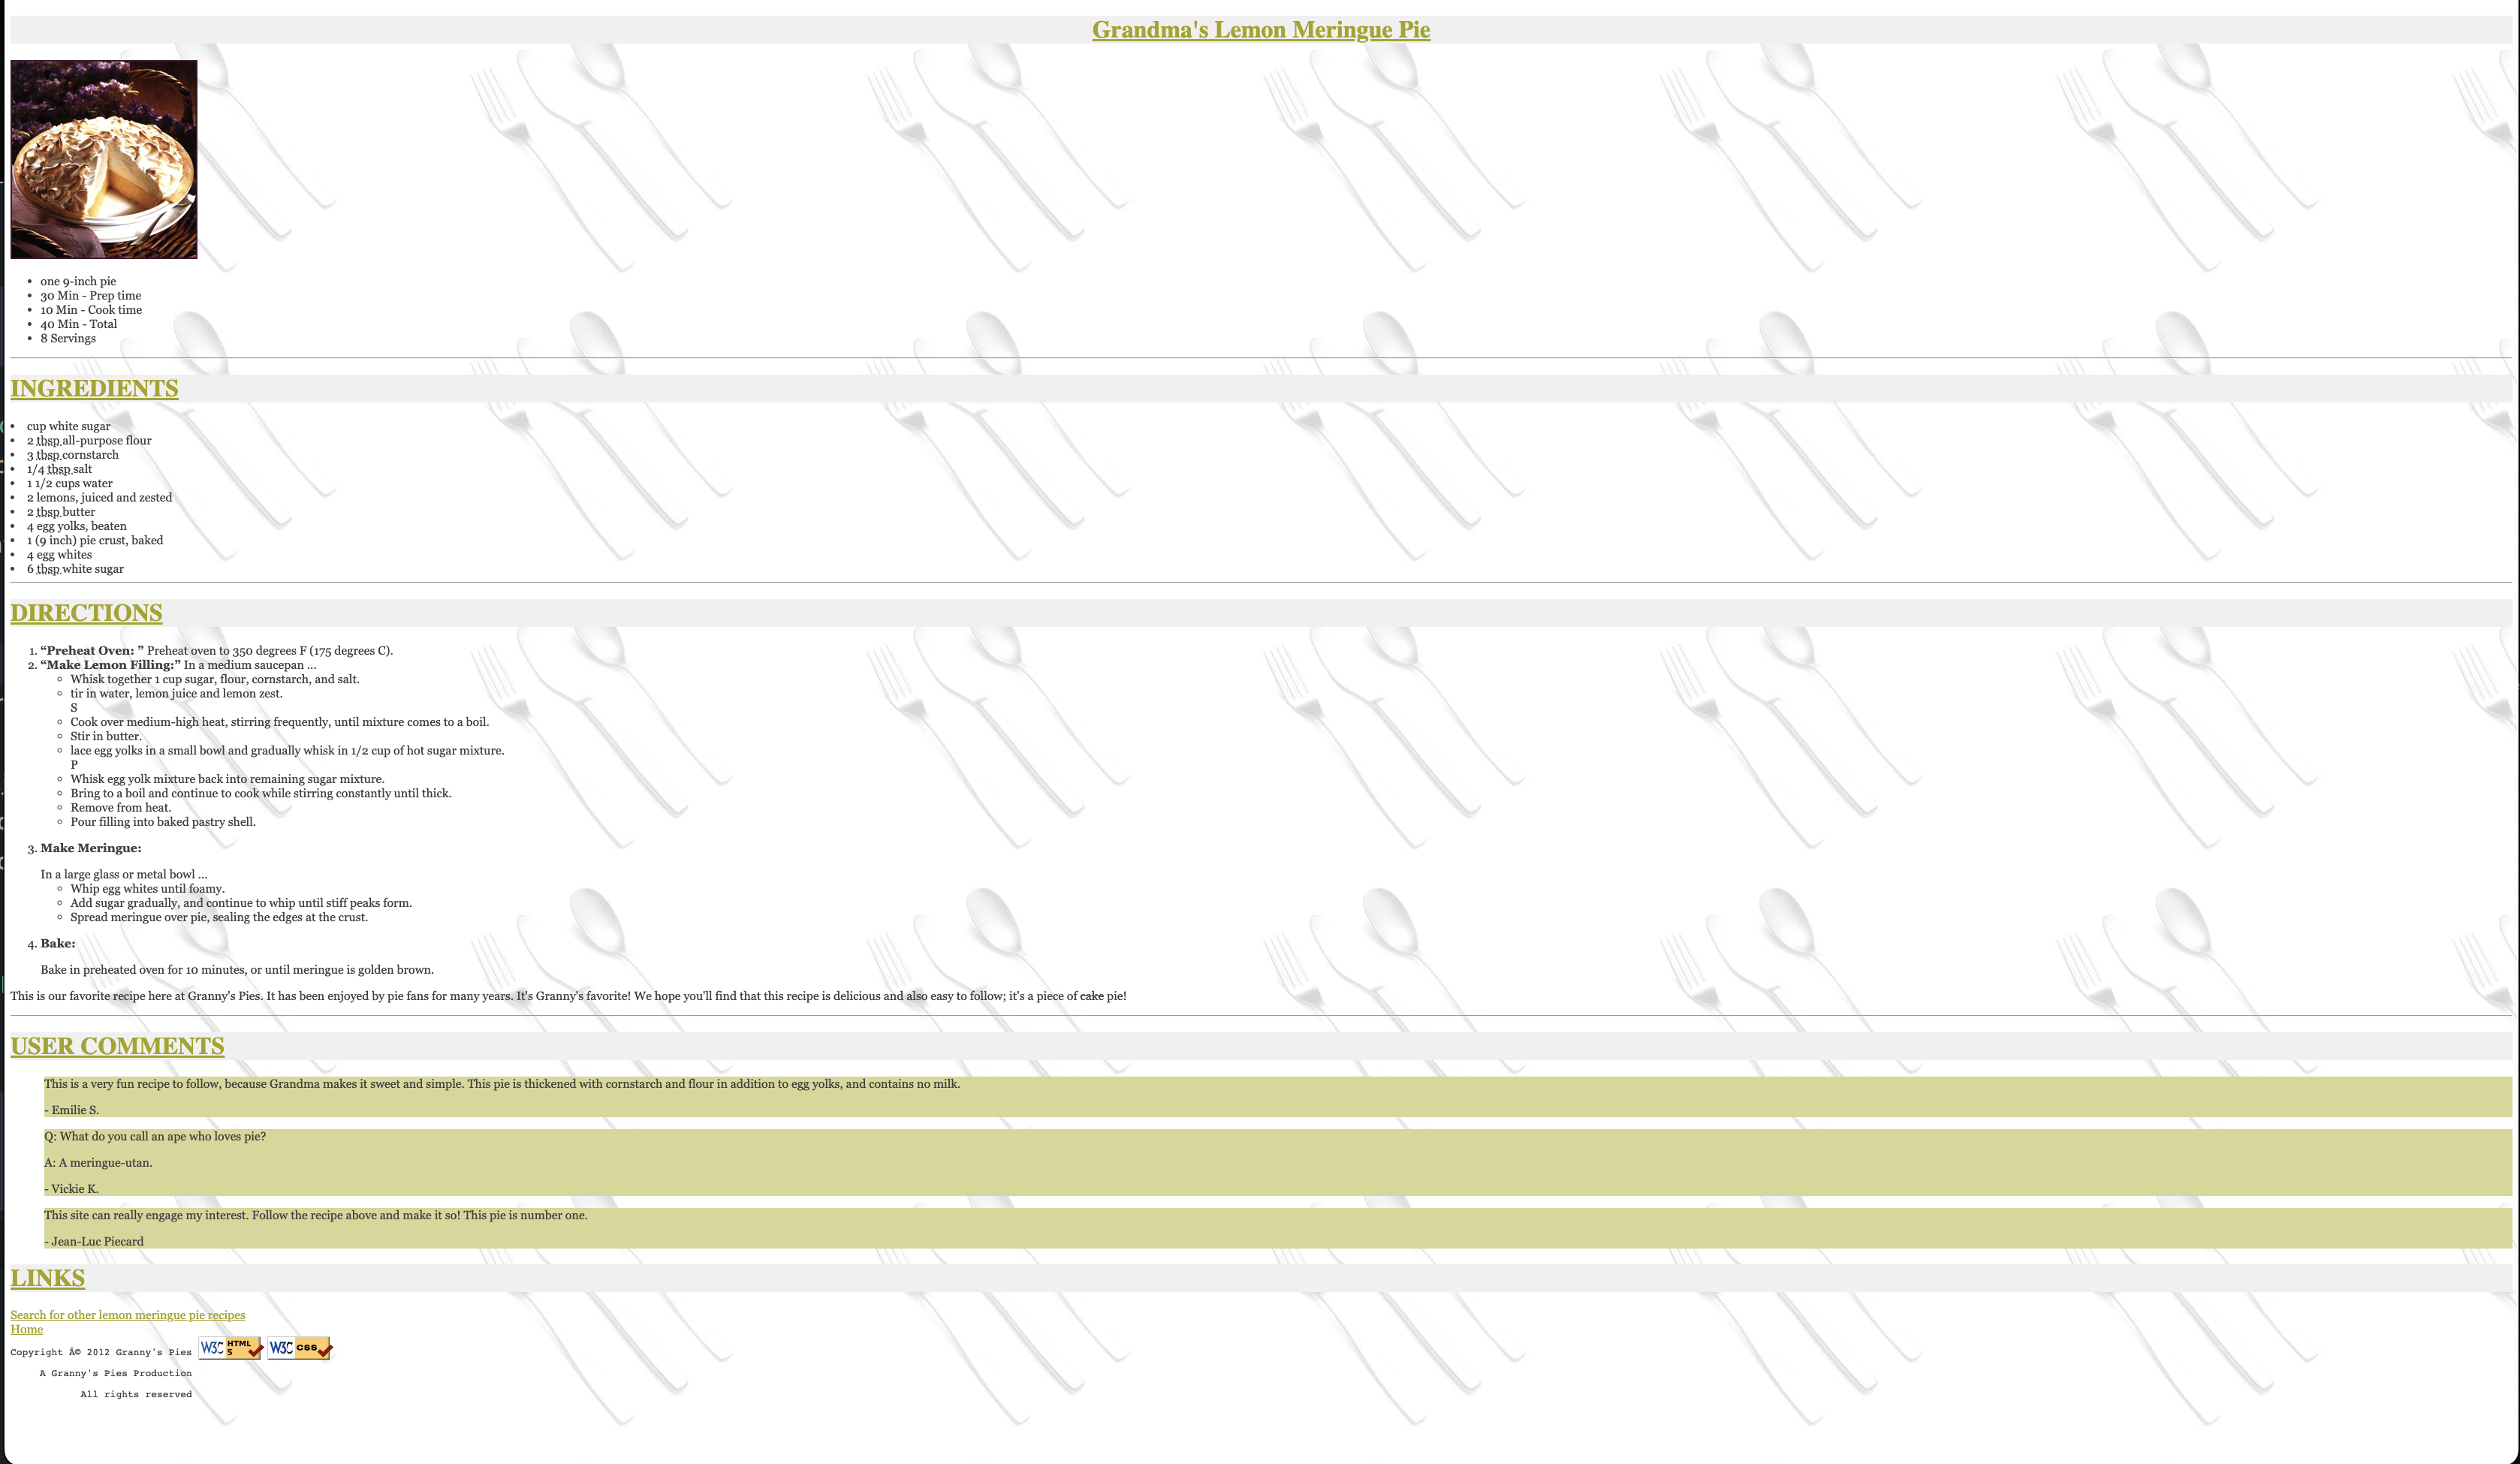 Grandma's Lemon Meringue Pie
• one 9-inch pie
• 30 Min - Prep time
• 10 Min - Cook time
• 40 Min - Total
• 8 Servings
INGREDIENTS
• cup white sugar
• 2 tbsp all-purpose flour
• 3 tbsp cornstarch
• 1/4 tbsp salt
• 1 1/2 cups water
• 2 lemons, juiced and zested
• 2 tbsp butter
• 4 egg yolks, beaten
• 1 (9 inch) pie crust, baked
• 4 egg whites
• 6 tbsp white sugar
DIRECTIONS
1. “Preheat Oven: ” Preheat oven to 350 degrees F (175 degrees C).
2. “Make Lemon Filling:” In a medium saucepan ...
◦ Whisk together 1 cup sugar, flour, cornstarch, and salt.
◦ tir in water, lemon juice and lemon zest.
S
◦ Cook over medium-high heat, stirring frequently, until mixture comes to a boil.
◦ Stir in butter.
◦ lace egg yolks in a small bowl and gradually whisk in 1/2 cup of hot sugar mixture.
P
◦ Whisk egg yolk mixture back into remaining sugar mixture.
◦ Bring to a boil and continue to cook while stirring constantly until thick.
◦ Remove from heat.
◦ Pour filling into baked pastry shell.
3. Make Meringue:
In a large glass or metal bowl ...
◦ Whip egg whites until foamy.
◦ Add sugar gradually, and continue to whip until stiff peaks form.
◦ Spread meringue over pie, sealing the edges at the crust.
4. Bake:
Bake in preheated oven for 10 minutes, or until meringue is golden brown.
This is our favorite recipe here at Granny's Pies. It has been enjoyed by pie fans for many years. It's Granny's favorite! We hope you'll find that this recipe is delicious and also easy to follow; it's a piece of cake pie!
USER COMMENTS
This is a very fun recipe to follow, because Grandma makes it sweet and simple. This pie is thickened with cornstarch and flour in addition to egg yolks, and contains no milk.
- Emilie S.
Q: What do you call an ape who loves pie?
A: A meringue-utan.
- Vickie K.
This site can really engage my interest. Follow the recipe above and make it so! This pie is number one.
- Jean-Luc Piecard
LINKS
Search for other lemon meringue pie recipes
Home
Copyright Â© 2012 Granny's Pies W3C HTML 5 W3C CSS
A Granny's Pies Production
All rights reserved